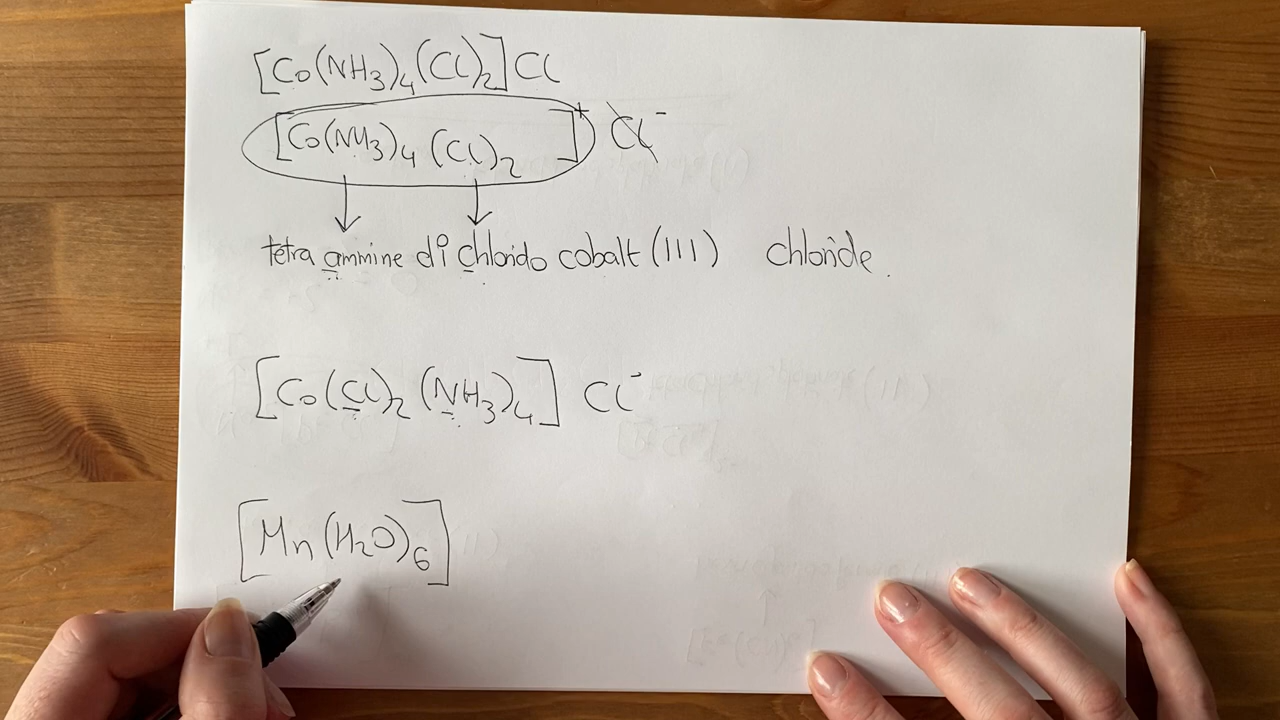 [Co(NH₃)₄(Cl)₂]Cl
[Co(NH₃)₄(Cl)₂]⁺ Cl⁻
tetra ammine di chlorido cobalt (III) chloride.
[Co(Cl)₂(NH₃)₄] Cl⁻
[Mn(H₂O)₆]